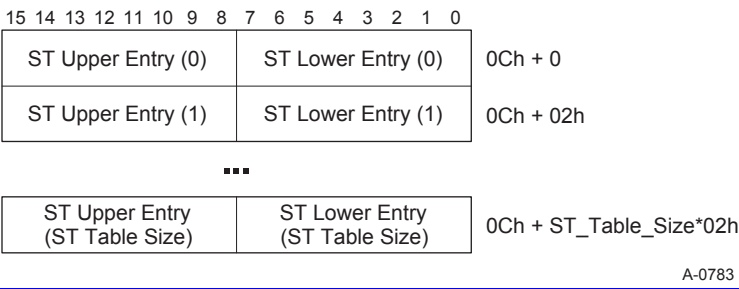 15 14 13 12 11 10 9 8 7 6 5 4 3 2 1 0
ST Upper Entry (0) ST Lower Entry (0) 0Ch + 0
ST Upper Entry (1) ST Lower Entry (1) 0Ch + 02h
...
ST Upper Entry ST Lower Entry
(ST Table Size) (ST Table Size) 0Ch + ST_Table_Size*02h
A-0783